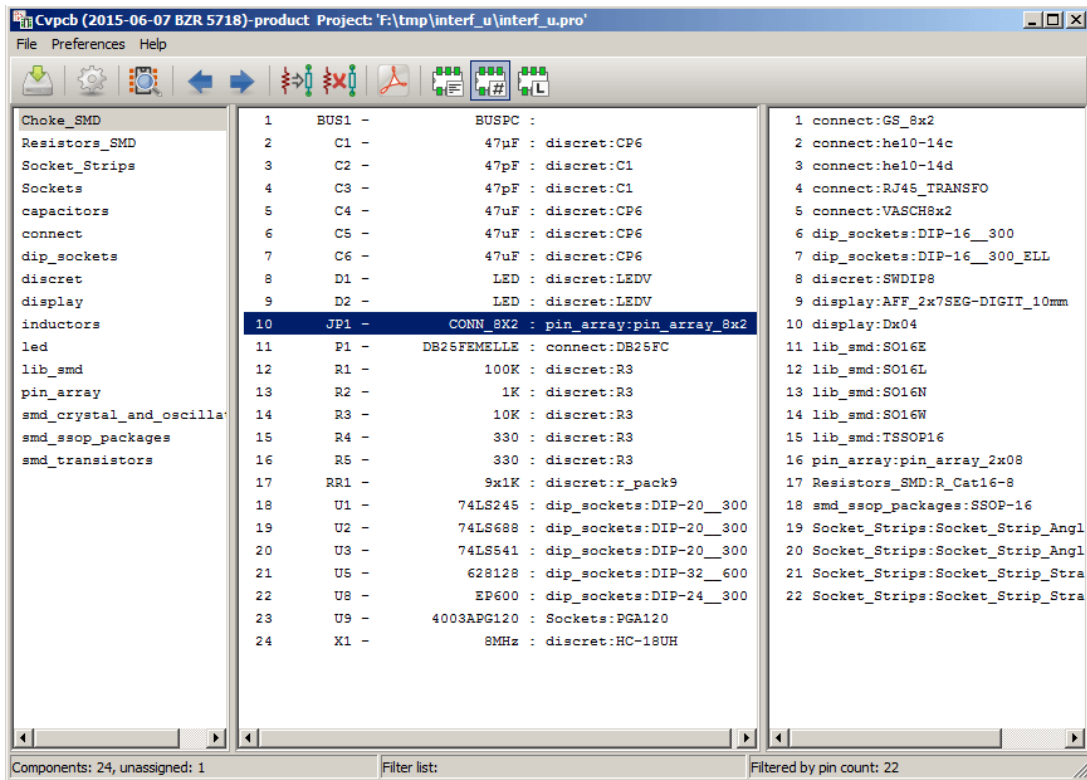 Cvpcb (2015-06-07 BZR 5718)-product Project: 'F:\tmp\interf_u\interf_u.pro'
File Preferences Help
L
Choke_SMD
Resistors_SMD
Socket_Strips
Sockets
capacitors
connect
dip_sockets
discret
display
inductors
led
lib_smd
pin_array
smd_crystal_and_oscilla
smd_ssop_packages
smd_transistors
1 BUS1 - BUSPC :
2 C1 - 47µF : discret:CP6
3 C2 - 47pF : discret:C1
4 C3 - 47pF : discret:C1
5 C4 - 47uF : discret:CP6
6 C5 - 47uF : discret:CP6
7 C6 - 47uF : discret:CP6
8 D1 - LED : discret:LEDV
9 D2 - LED : discret:LEDV
10 JP1 - CONN_8X2 : pin_array:pin_array_8x2
11 P1 - DB25FEMELLE : connect:DB25FC
12 R1 - 100K : discret:R3
13 R2 - 1K : discret:R3
14 R3 - 10K : discret:R3
15 R4 - 330 : discret:R3
16 R5 - 330 : discret:R3
17 RR1 - 9x1K : discret:r_pack9
18 U1 - 74LS245 : dip_sockets:DIP-20__300
19 U2 - 74LS688 : dip_sockets:DIP-20__300
20 U3 - 74LS541 : dip_sockets:DIP-20__300
21 U5 - 628128 : dip_sockets:DIP-32__600
22 U8 - EP600 : dip_sockets:DIP-24__300
23 U9 - 4003APG120 : Sockets:PGA120
24 X1 - 8MHz : discret:HC-18UH
1 connect:GS_8x2
2 connect:he10-14c
3 connect:he10-14d
4 connect:RJ45_TRANSFO
5 connect:VASCH8x2
6 dip_sockets:DIP-16__300
7 dip_sockets:DIP-16__300_ELL
8 discret:SWDIP8
9 display:AFF_2x7SEG-DIGIT_10mm
10 display:Dx04
11 lib_smd:SO16E
12 lib_smd:SO16L
13 lib_smd:SO16N
14 lib_smd:SO16W
15 lib_smd:TSSOP16
16 pin_array:pin_array_2x08
17 Resistors_SMD:R_Cat16-8
18 smd_ssop_packages:SSOP-16
19 Socket_Strips:Socket_Strip_Angl
20 Socket_Strips:Socket_Strip_Angl
21 Socket_Strips:Socket_Strip_Stra
22 Socket_Strips:Socket_Strip_Stra
Components: 24, unassigned: 1
Filter list:
Filtered by pin count: 22